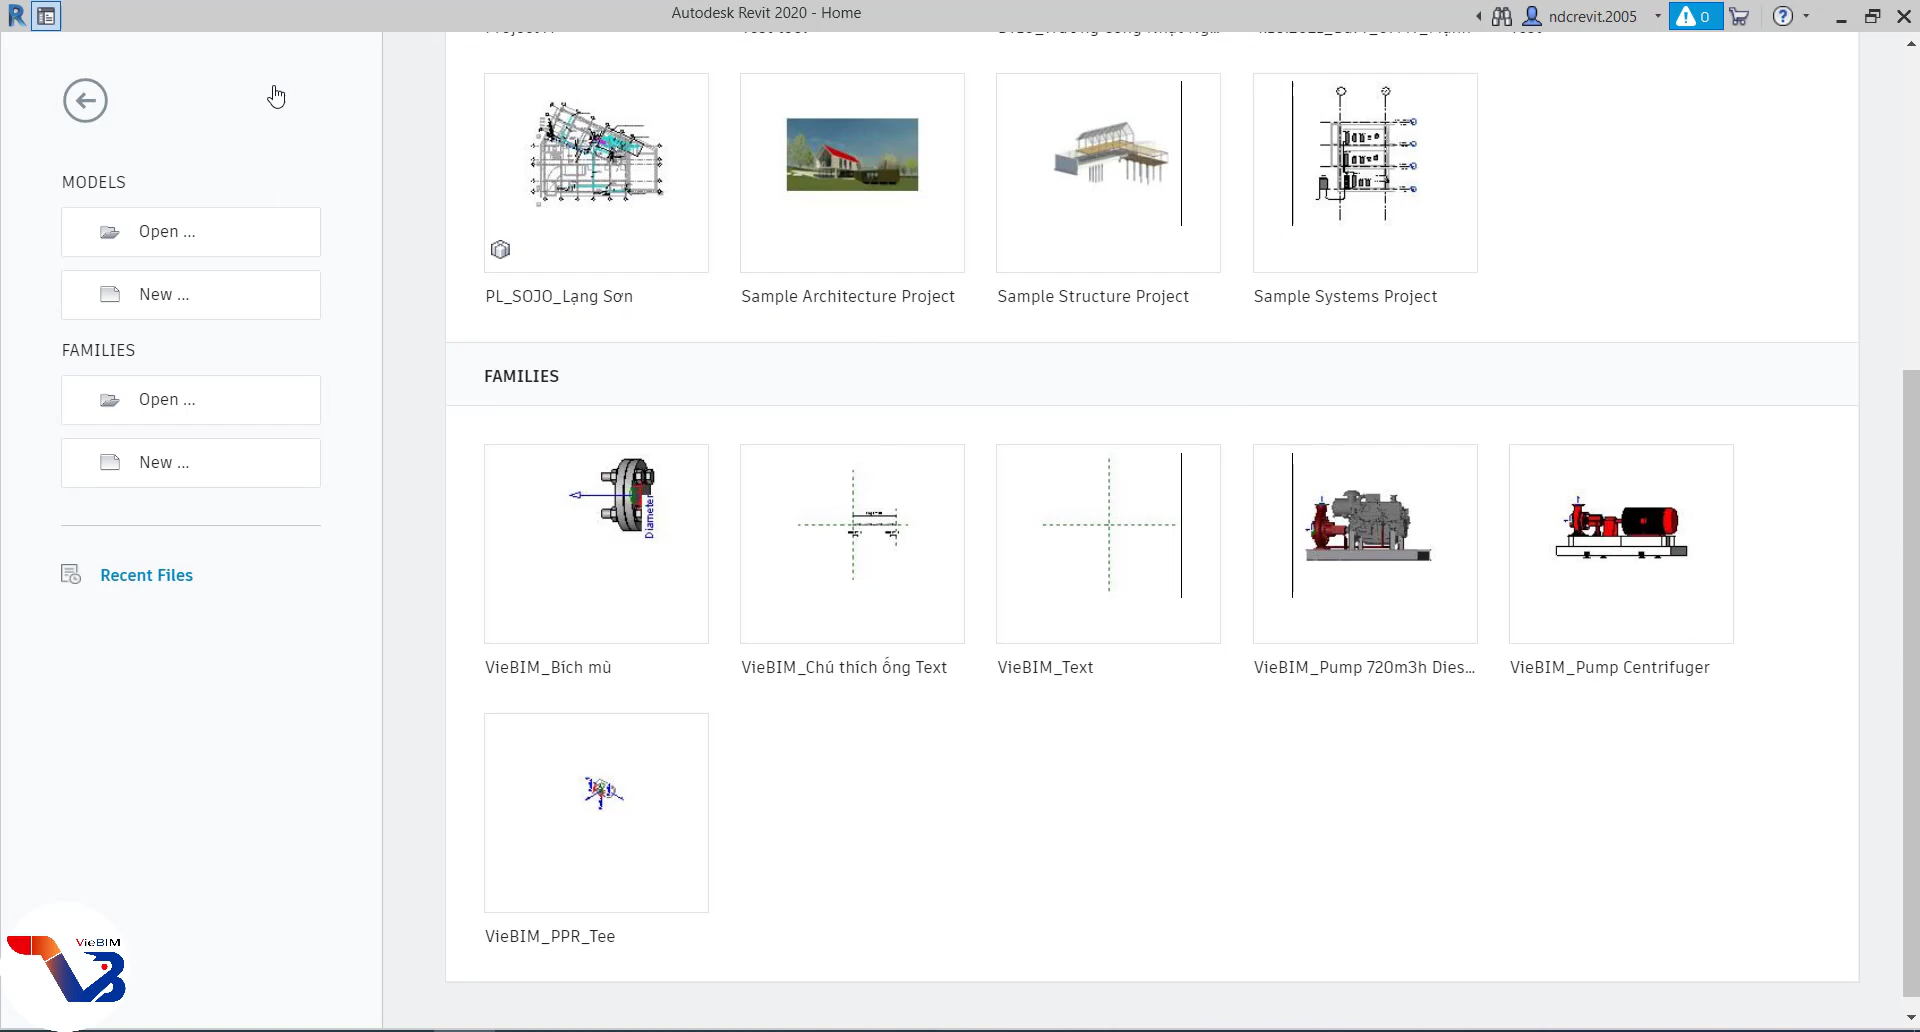 Autodesk Revit 2020 - Home
ndcrevit.2005
0
MODELS
Open ...
New ...
FAMILIES
Open ...
New ...
Recent Files
PL_SOJO_Lạng Sơn
Sample Architecture Project
Sample Structure Project
Sample Systems Project
FAMILIES
Diameter
VieBIM_Bích mù
VieBIM_Chú thích ống Text
VieBIM_Text
VieBIM_Pump 720m3h Dies...
VieBIM_Pump Centrifuger
VieBIM_PPR_Tee
VieBIM